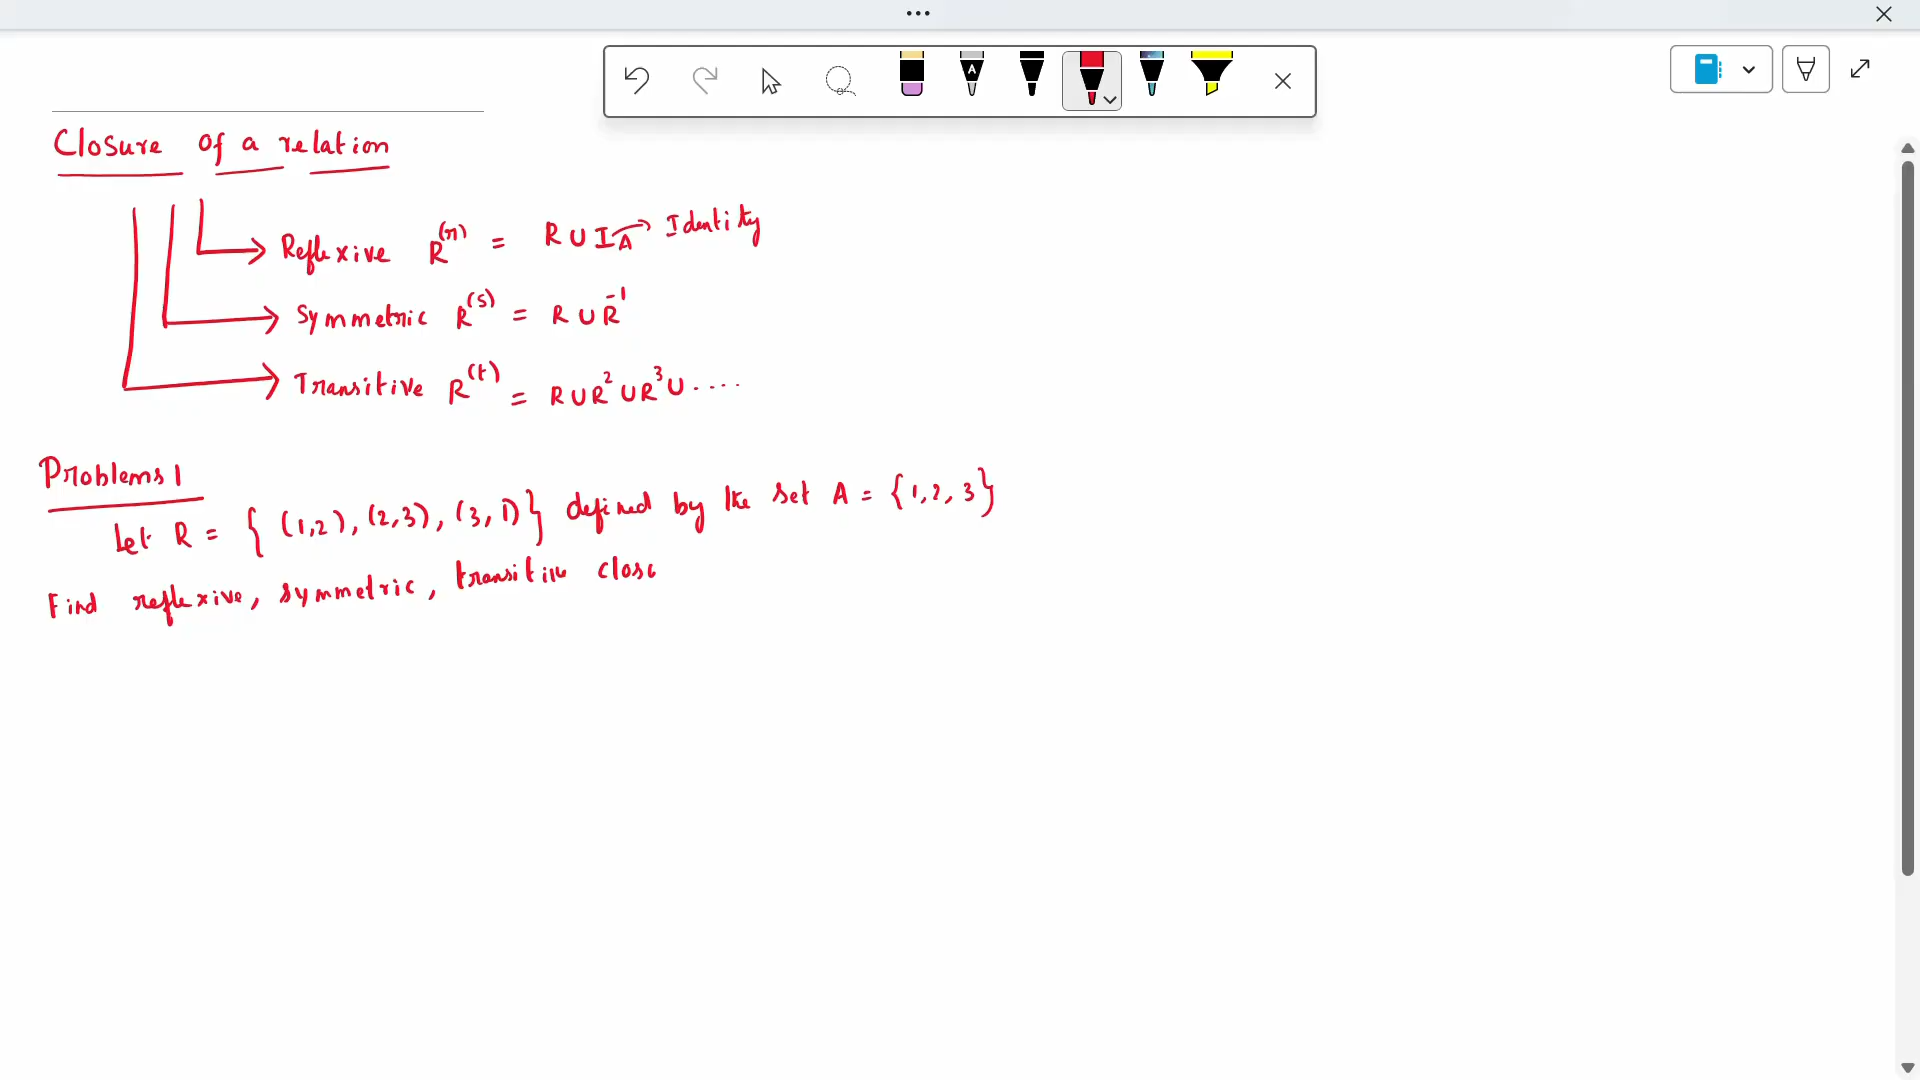 Closure of a relation
Reflexive R^(r) = R ∪ I_A → Identity
Symmetric R^(s) = R ∪ R^-1
Transitive R^(t) = R ∪ R^2 ∪ R^3 ∪ ....
Problems 1
Let R = { (1,2), (2,3), (3, 1) } defined by the set A = {1, 2, 3}
Find reflexive, symmetric, transitive closu